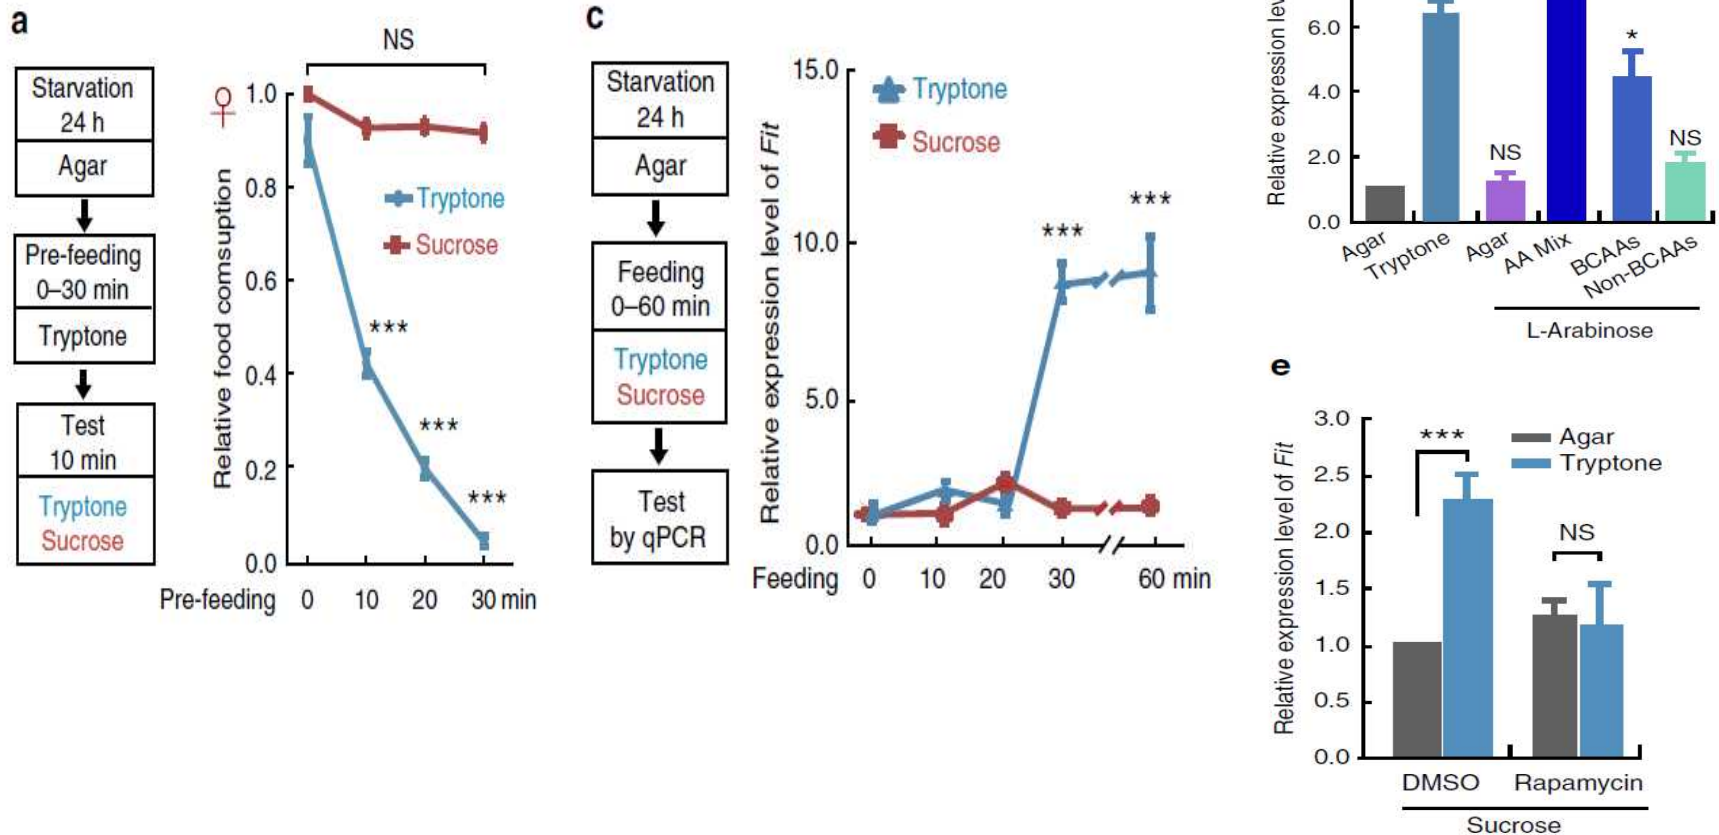 a
Starvation
24 h
Agar
Pre-feeding
0–30 min
Tryptone
Test
10 min
Tryptone
Sucrose
NS
♀
Relative food comsuption
1.0
0.8
0.6
0.4
0.2
0.0
Tryptone
Sucrose
***
***
***
Pre-feeding 0 10 20 30 min
c
Starvation
24 h
Agar
Feeding
0–60 min
Tryptone
Sucrose
Test
by qPCR
Relative expression level of Fit
15.0
10.0
5.0
0.0
Tryptone
Sucrose
***
***
Feeding 0 10 20 30 60 min
Relative expression
6.0
4.0
2.0
0.0
NS
*
NS
Agar
Tryptone
Agar
AA Mix
BCAAs
Non-BCAAs
L-Arabinose
e
Relative expression level of Fit
3.0
2.5
2.0
1.5
1.0
0.5
0.0
Agar
Tryptone
***
NS
DMSO Rapamycin
Sucrose